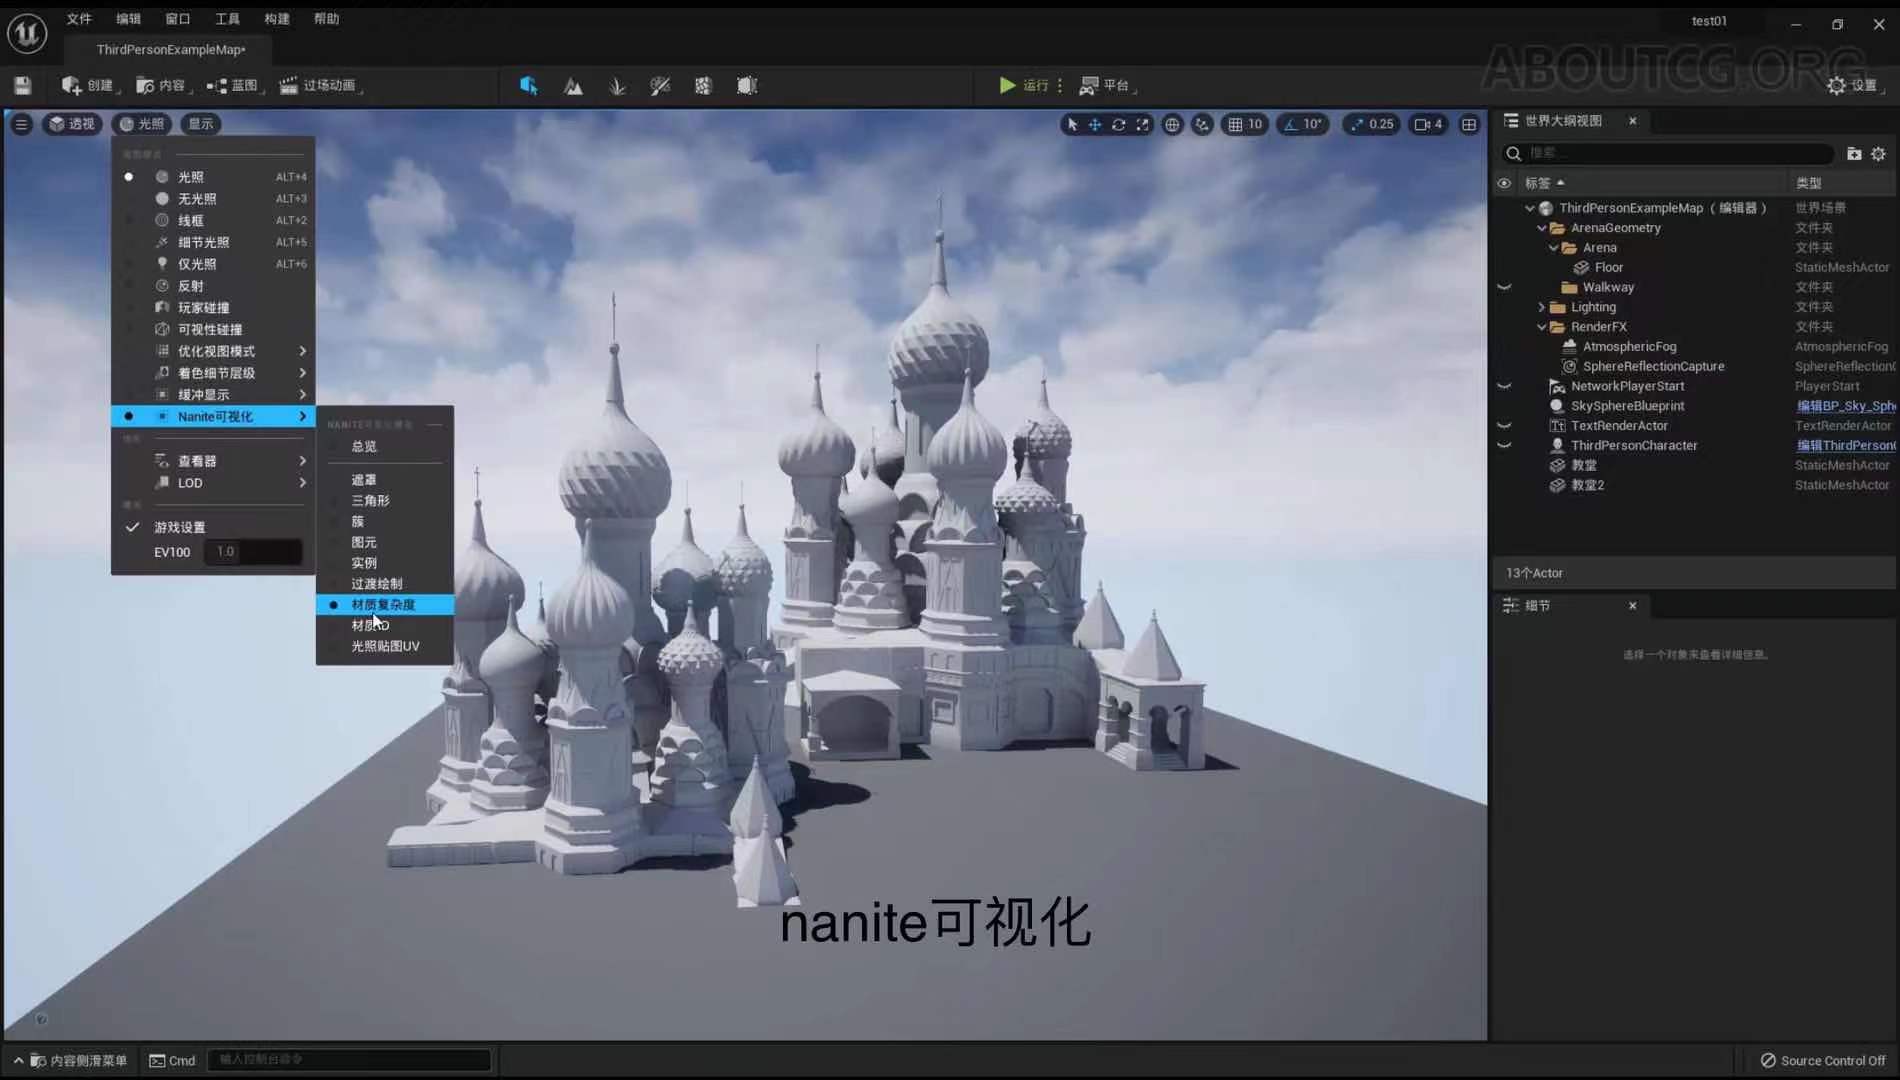 文件 编辑 窗口 工具 构建 帮助
test01
ThirdPersonExampleMap*
ABOUTCG.ORG
创建 内容 蓝图 过场动画 运行 平台 设置
透视 光照 显示
10 10° 0.25 4
光照 ALT+4
无光照 ALT+3
线框 ALT+2
细节光照 ALT+5
仅光照 ALT+6
反射
玩家碰撞
可视性碰撞
优化视图模式
着色细节层级
缓冲显示
Nanite可视化
查看器
LOD
游戏设置
EV100 1.0
总览
遮罩
三角形
簇
图元
实例
过渡绘制
材质复杂度
材质ID
光照贴图UV
nanite可视化
世界大纲视图
搜索...
标签 类型
ThirdPersonExampleMap（编辑器） 世界场景
ArenaGeometry 文件夹
Arena 文件夹
Floor StaticMeshActor
Walkway 文件夹
Lighting 文件夹
RenderFX 文件夹
AtmosphericFog AtmosphericFog
SphereReflectionCapture SphereReflection
NetworkPlayerStart PlayerStart
SkySphereBlueprint 编辑BP_Sky_Sph
TextRenderActor TextRenderActor
ThirdPersonCharacter 编辑ThirdPerson
教堂 StaticMeshActor
教堂2 StaticMeshActor
13个Actor
细节
选择一个对象来查看详细信息。
内容侧滑菜单 Cmd 输入控制台命令 Source Control Off